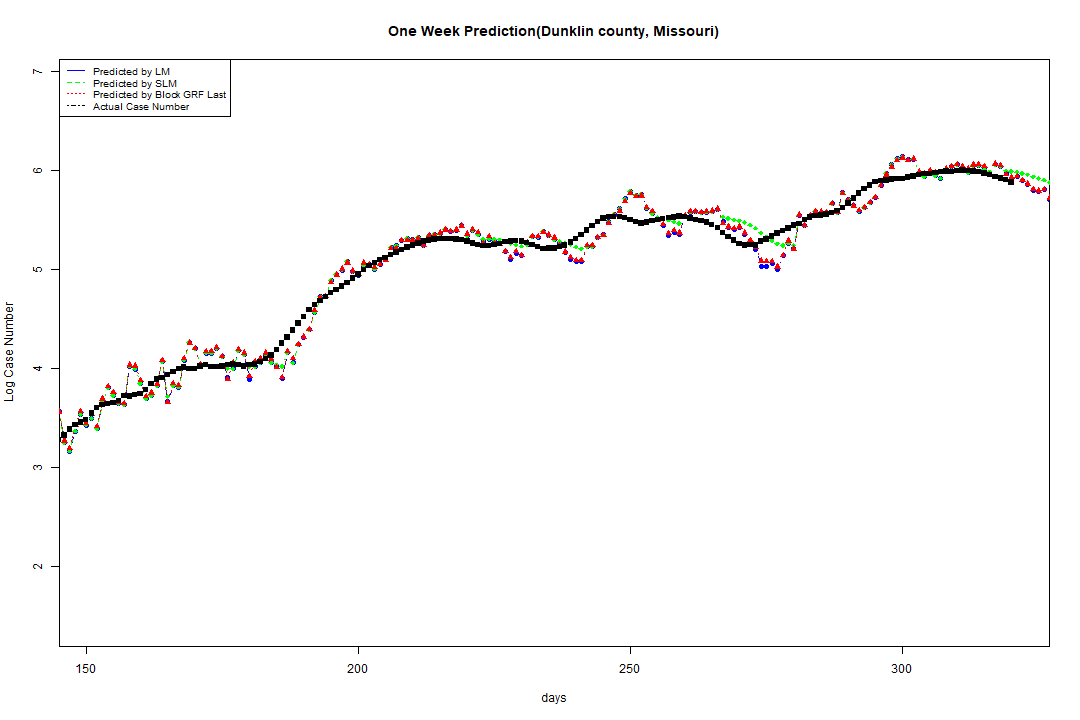 One Week Prediction(Dunklin county, Missouri)
Predicted by LM
Predicted by SLM
Predicted by Block GRF Last
Actual Case Number
7
6
5
4
3
2
Log Case Number
150
200
250
300
days